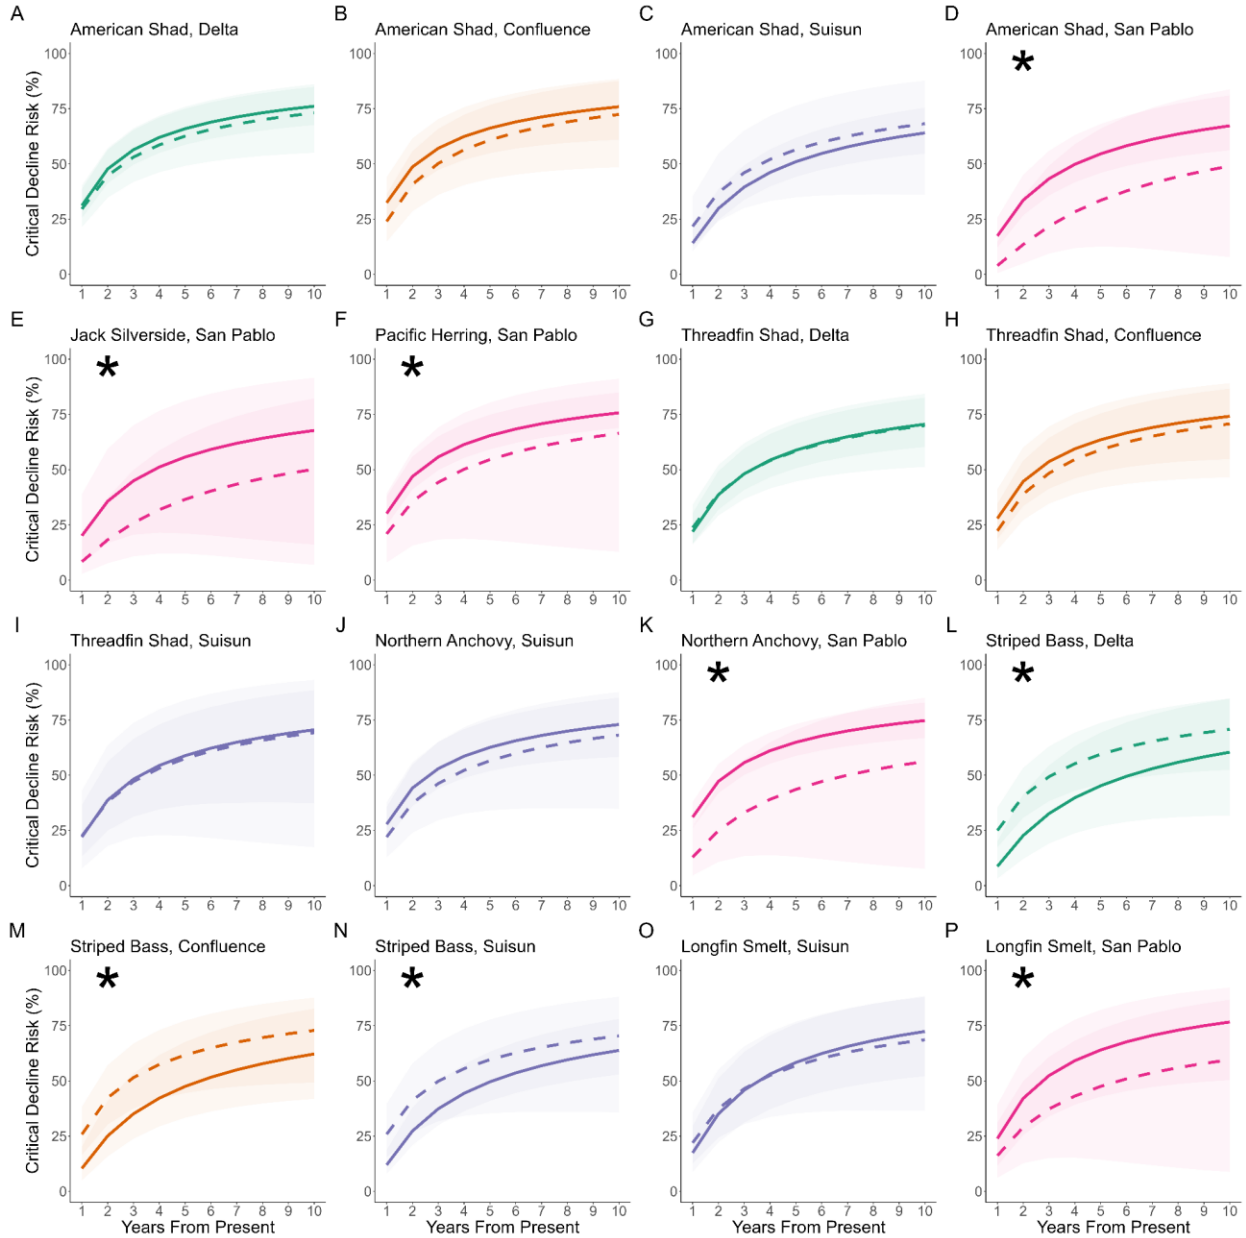 A B C D
American Shad, Delta American Shad, Confluence American Shad, Suisun American Shad, San Pablo
*
100 100 100 100
75 75 75 75
50 50 50 50
25 25 25 25
0 0 0 0
Critical Decline Risk (%)
1 2 3 4 5 6 7 8 9 10 1 2 3 4 5 6 7 8 9 10 1 2 3 4 5 6 7 8 9 10 1 2 3 4 5 6 7 8 9 10
E F G H
Jack Silverside, San Pablo Pacific Herring, San Pablo Threadfin Shad, Delta Threadfin Shad, Confluence
* *
100 100 100 100
75 75 75 75
50 50 50 50
25 25 25 25
0 0 0 0
Critical Decline Risk (%)
1 2 3 4 5 6 7 8 9 10 1 2 3 4 5 6 7 8 9 10 1 2 3 4 5 6 7 8 9 10 1 2 3 4 5 6 7 8 9 10
I J K L
Threadfin Shad, Suisun Northern Anchovy, Suisun Northern Anchovy, San Pablo Striped Bass, Delta
* *
100 100 100 100
75 75 75 75
50 50 50 50
25 25 25 25
0 0 0 0
Critical Decline Risk (%)
1 2 3 4 5 6 7 8 9 10 1 2 3 4 5 6 7 8 9 10 1 2 3 4 5 6 7 8 9 10 1 2 3 4 5 6 7 8 9 10
M N O P
Striped Bass, Confluence Striped Bass, Suisun Longfin Smelt, Suisun Longfin Smelt, San Pablo
* * *
100 100 100 100
75 75 75 75
50 50 50 50
25 25 25 25
0 0 0 0
Critical Decline Risk (%)
1 2 3 4 5 6 7 8 9 10 1 2 3 4 5 6 7 8 9 10 1 2 3 4 5 6 7 8 9 10 1 2 3 4 5 6 7 8 9 10
Years From Present Years From Present Years From Present Years From Present